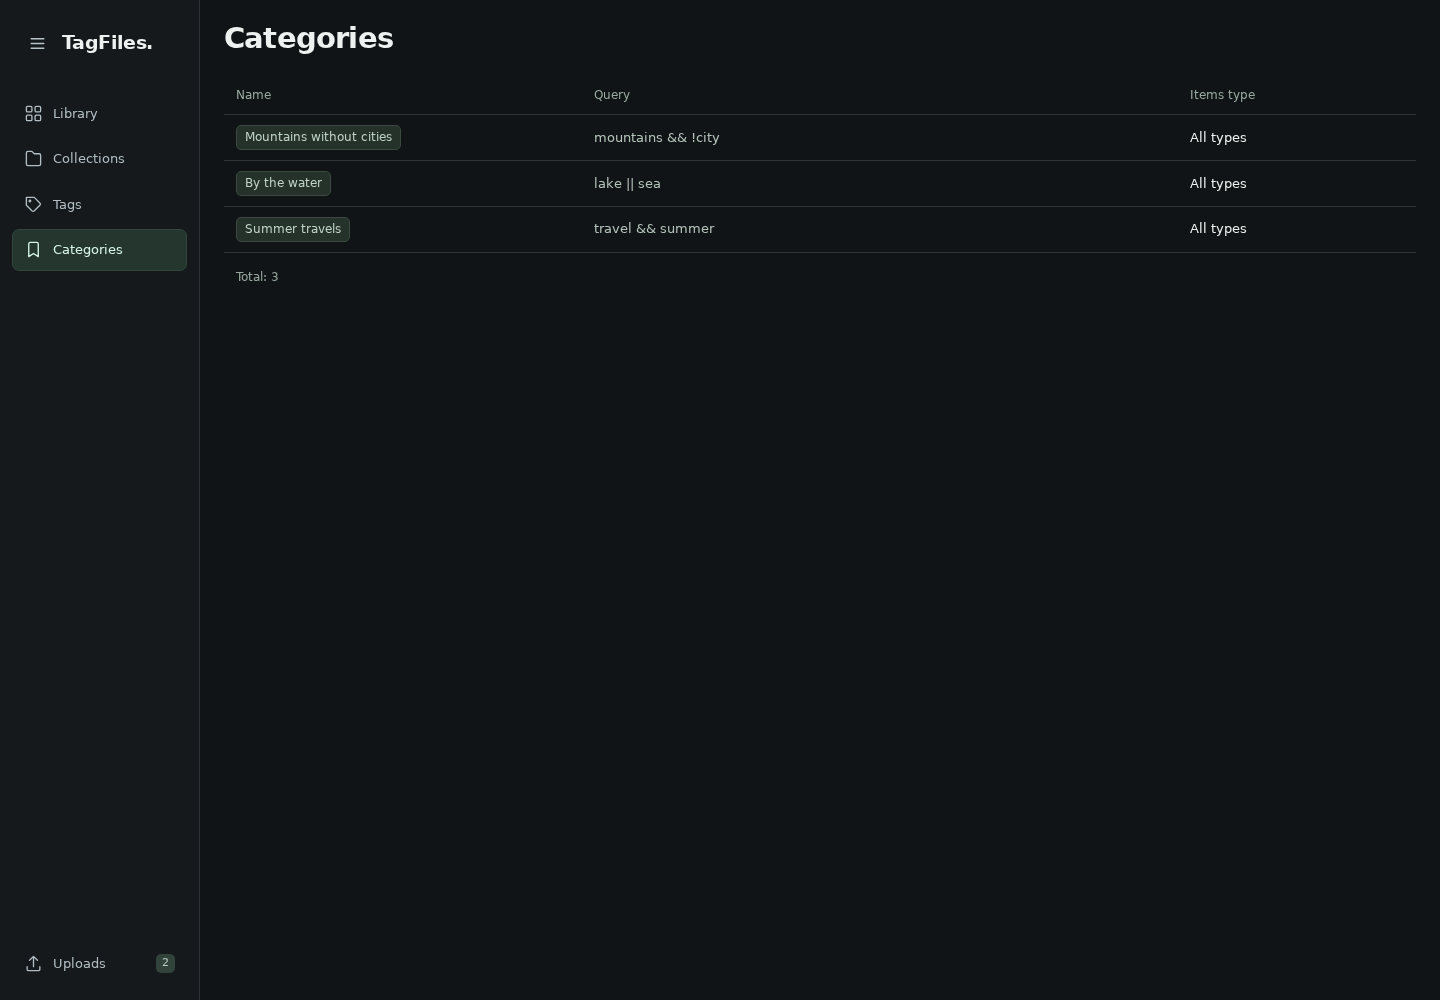 TagFiles.
Library
Collections
Tags
Categories
Uploads 2
Categories
Name Query Items type
Mountains without cities mountains && !city All types
By the water lake || sea All types
Summer travels travel && summer All types
Total: 3